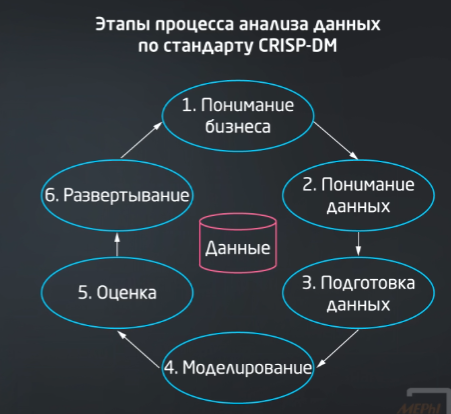 Этапы процесса анализа данных
по стандарту CRISP-DM
1. Понимание
бизнеса
2. Понимание
данных
3. Подготовка
данных
4. Моделирование
5. Оценка
6. Развертывание
Данные